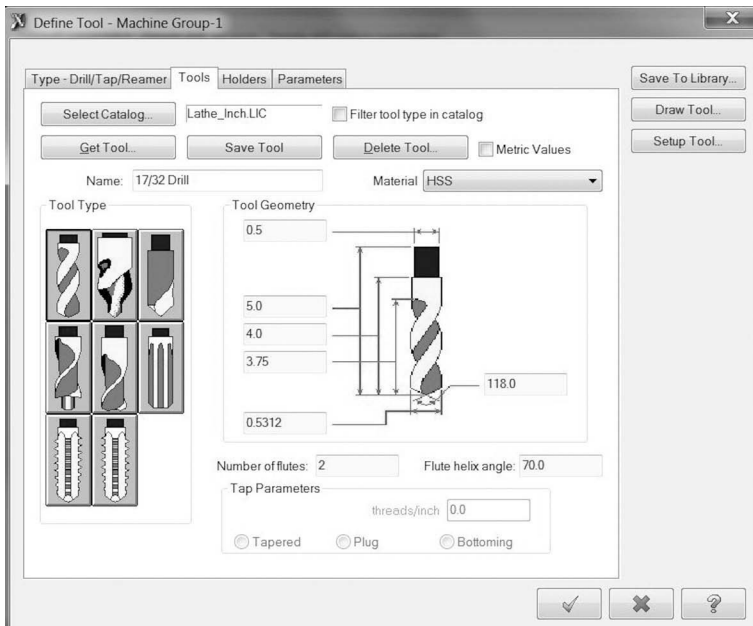 Define Tool - Machine Group-1
X
Type - Drill/Tap/Reamer Tools Holders Parameters
Save To Library...
Select Catalog... Lathe_Inch.LIC Filter tool type in catalog
Draw Tool...
Get Tool... Save Tool Delete Tool... Metric Values
Setup Tool...
Name: 17/32 Drill Material HSS
Tool Type
Tool Geometry
0.5
5.0
4.0
3.75
118.0
0.5312
Number of flutes: 2 Flute helix angle: 70.0
Tap Parameters
threads/inch 0.0
Tapered Plug Bottoming
?